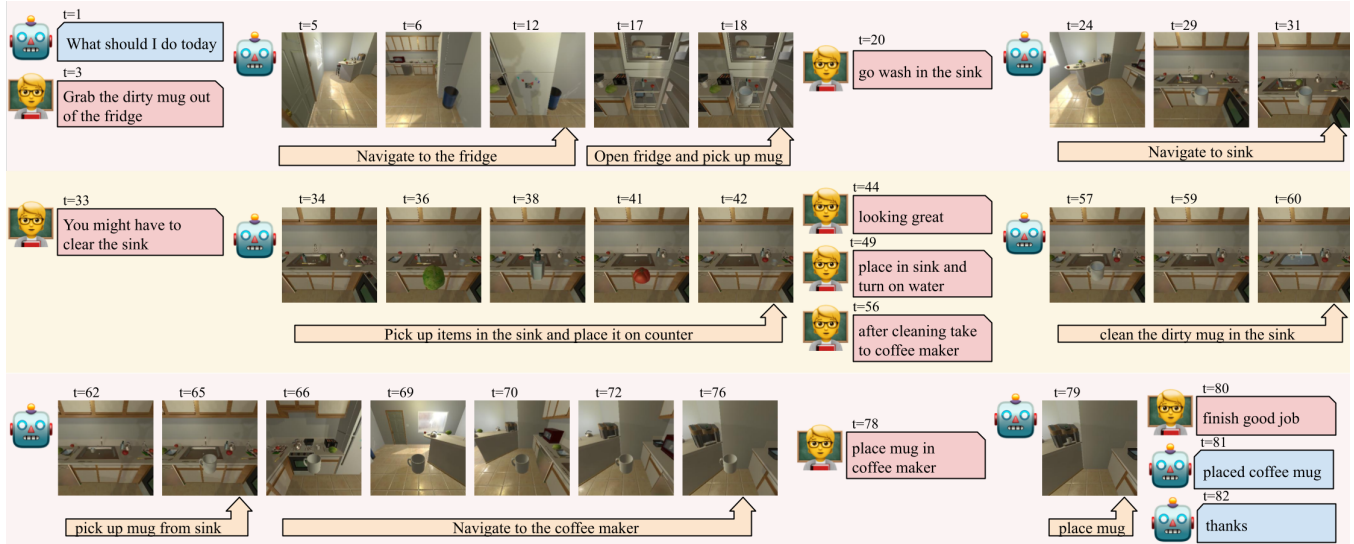 t=1
What should I do today
t=3
Grab the dirty mug out
of the fridge
t=5
t=6
t=12
t=17
t=18
Navigate to the fridge
Open fridge and pick up mug
t=20
go wash in the sink
t=24
t=29
t=31
Navigate to sink
t=33
You might have to
clear the sink
t=34
t=36
t=38
t=41
t=42
Pick up items in the sink and place it on counter
t=44
looking great
t=49
place in sink and
turn on water
t=56
after cleaning take
to coffee maker
t=57
t=59
t=60
clean the dirty mug in the sink
t=62
t=65
pick up mug from sink
t=66
t=69
t=70
t=72
t=76
Navigate to the coffee maker
t=78
place mug in
coffee maker
t=79
place mug
t=80
finish good job
t=81
placed coffee mug
t=82
thanks